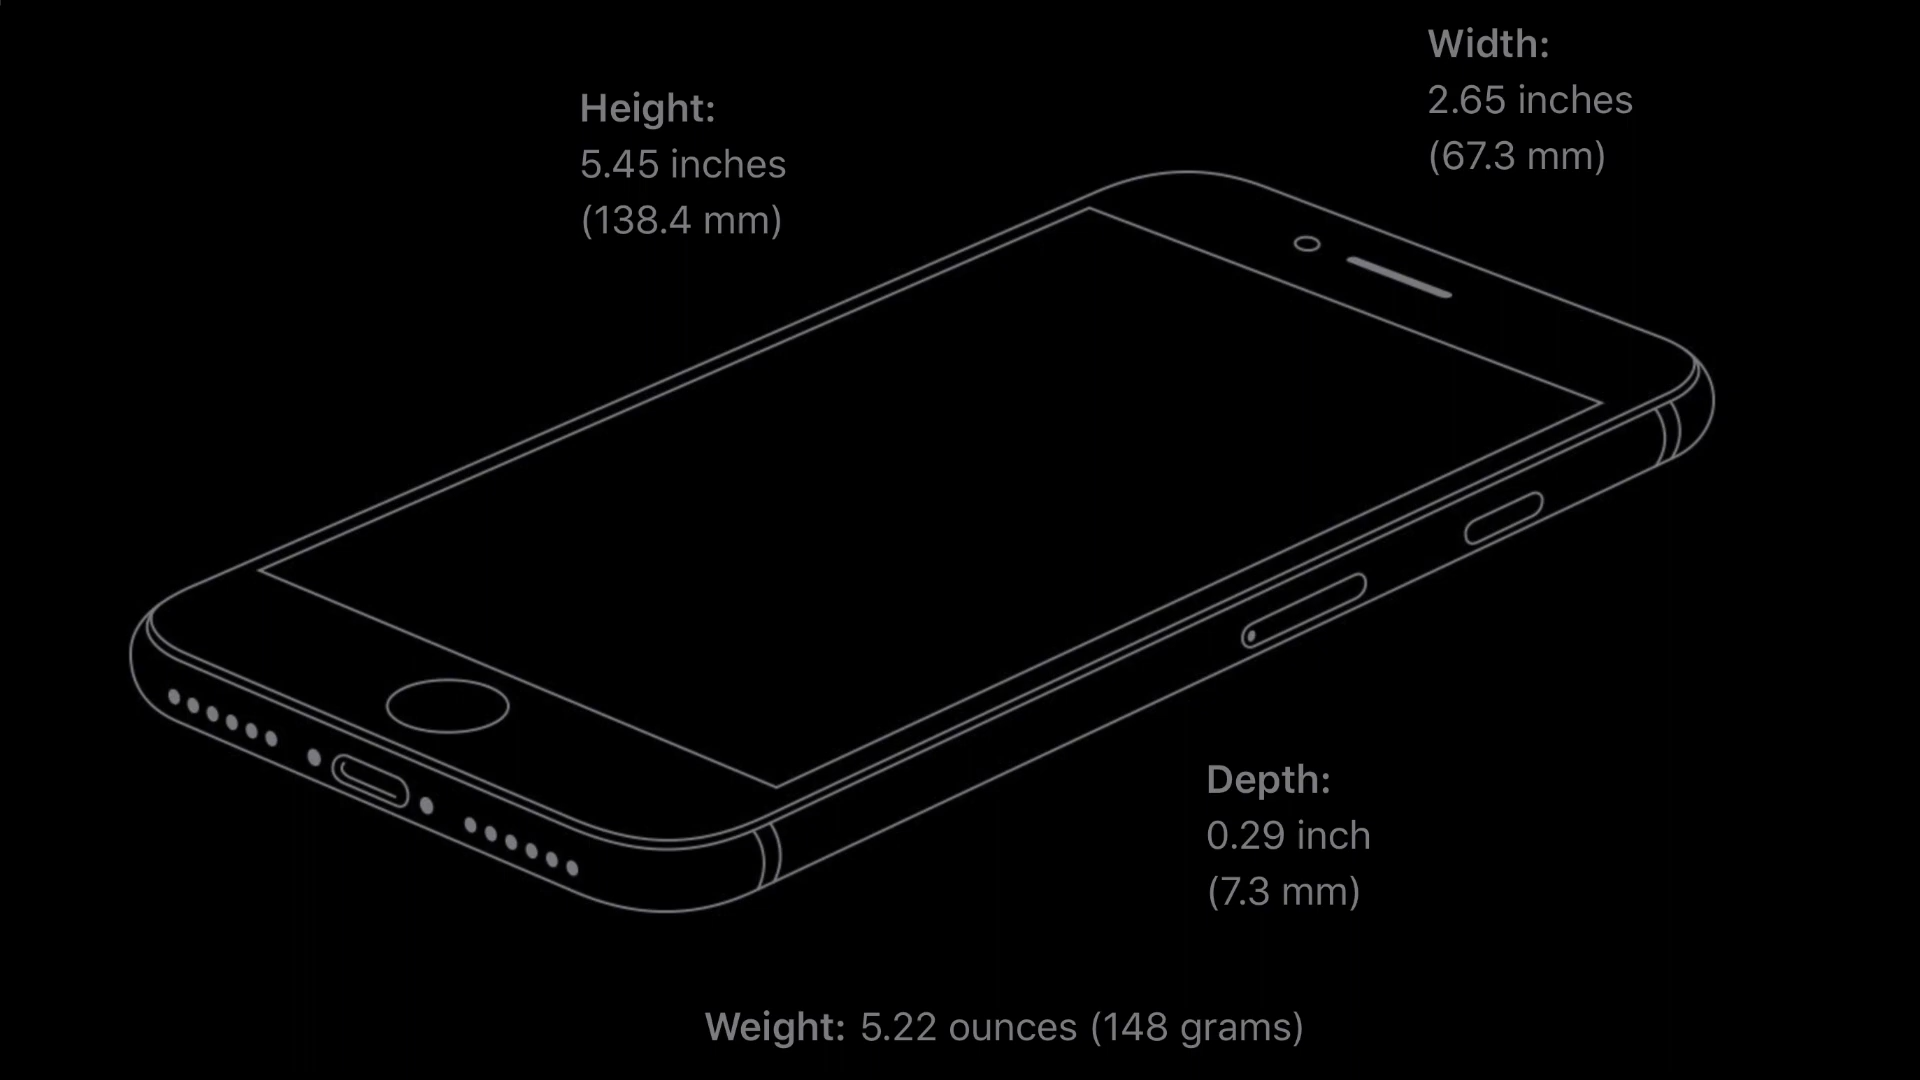 Height:
5.45 inches
(138.4 mm)
Width:
2.65 inches
(67.3 mm)
Depth:
0.29 inch
(7.3 mm)
Weight: 5.22 ounces (148 grams)